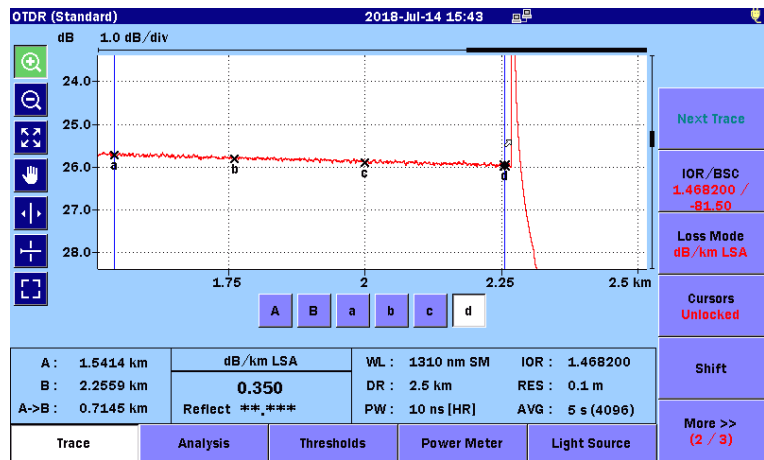 OTDR (Standard) 2018-Jul-14 15:43
dB 1.0 dB/div
24.0
25.0
26.0
27.0
28.0
a b c d
1.75 2 2.25 2.5 km
A B a b c d
Next Trace
IOR/BSC
1.468200 /
-81.50
Loss Mode
dB/km LSA
Cursors
Unlocked
Shift
More >>
(2 / 3)
A : 1.5414 km
B : 2.2559 km
A->B : 0.7145 km
dB/km LSA
0.350
Reflect **.***
WL : 1310 nm SM IOR : 1.468200
DR : 2.5 km RES : 0.1 m
PW : 10 ns [HR] AVG : 5 s (4096)
Trace Analysis Thresholds Power Meter Light Source